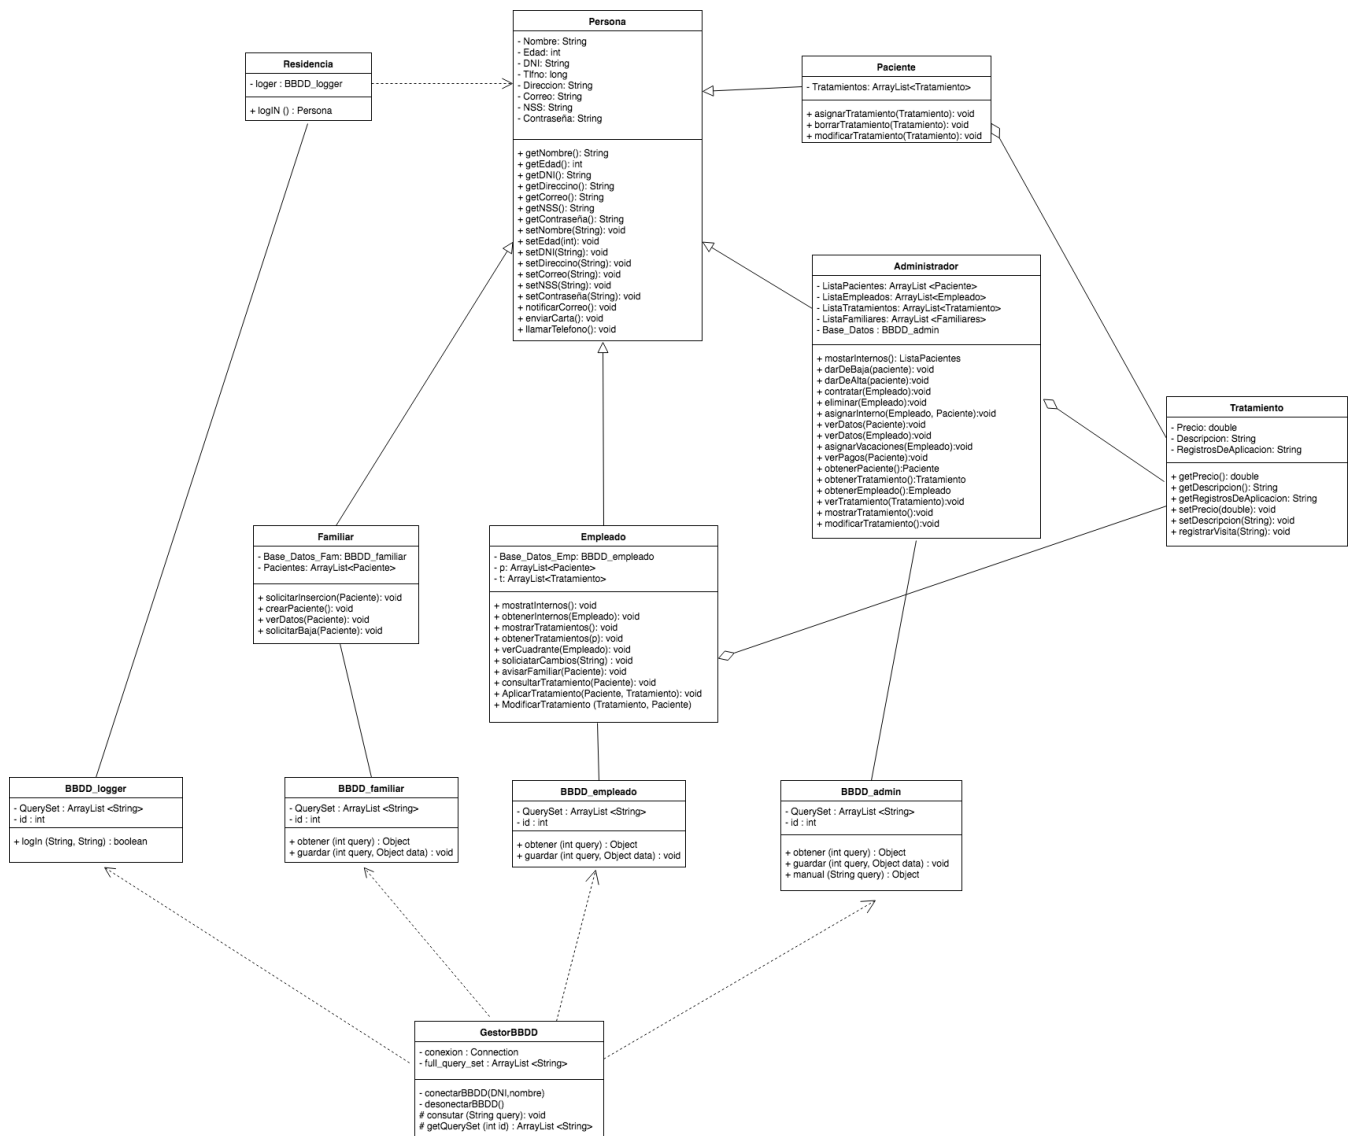 Persona
- Nombre: String
- Edad: int
- DNI: String
- Tlfno: long
- Direccion: String
- Correo: String
- NSS: String
- Contraseña: String
+ getNombre(): String
+ getEdad(): int
+ getDNI(): String
+ getDireccino(): String
+ getCorreo(): String
+ getNSS(): String
+ getContraseña(): String
+ setNombre(String): void
+ setEdad(int): void
+ setDNI(String): void
+ setDireccino(String): void
+ setCorreo(String): void
+ setNSS(String): void
+ setContraseña(String): void
+ notificarCorreo(): void
+ enviarCarta(): void
+ llamarTelefono(): void
Residencia
- loger : BBDD_logger
+ logIN () : Persona
Paciente
- Tratamientos: ArrayList<Tratamiento>
+ asignarTratamiento(Tratamiento): void
+ borrarTratamiento(Tratamiento): void
+ modificarTratamiento(Tratamiento): void
Administrador
- ListaPacientes: ArrayList <Paciente>
- ListaEmpleados: ArrayList<Empleado>
- ListaTratamientos: ArrayList<Tratamiento>
- ListaFamiliares: ArrayList <Familiares>
- Base_Datos : BBDD_admin
+ mostarInternos(): ListaPacientes
+ darDeBaja(paciente): void
+ darDeAlta(paciente):void
+ contratar(Empleado):void
+ eliminar(Empleado):void
+ asignarInterno(Empleado, Paciente):void
+ verDatos(Paciente):void
+ verDatos(Empleado):void
+ asignarVacaciones(Empleado):void
+ verPagos(Paciente):void
+ obtenerPaciente():Paciente
+ obtenerTratamiento():Tratamiento
+ obtenerEmpleado():Empleado
+ verTratamiento(Tratamiento):void
+ mostrarTratamiento():void
+ modificarTratamiento():void
Tratamiento
- Precio: double
- Descripcion: String
- RegistrosDeAplicacion: String
+ getPrecio(): double
+ getDescripcion(): String
+ getRegistrosDeAplicacion: String
+ setPrecio(double): void
+ setDescripcion(String): void
+ registrarVisita(String): void
Familiar
- Base_Datos_Fam: BBDD_familiar
- Pacientes: ArrayList<Paciente>
+ solicitarInsercion(Paciente): void
+ crearPaciente(): void
+ verDatos(Paciente): void
+ solicitarBaja(Paciente): void
Empleado
- Base_Datos_Emp: BBDD_empleado
- p: ArrayList<Paciente>
- t: ArrayList<Tratamiento>
+ mostratInternos(): void
+ obtenerInternos(Empleado): void
+ mostrarTratamientos(): void
+ obtenerTratamientos(p): void
+ verCuadrante(Empleado): void
+ soliciatarCambios(String) : void
+ avisarFamiliar(Paciente): void
+ consultarTratamiento(Paciente): void
+ AplicarTratamiento(Paciente, Tratamiento): void
+ ModificarTratamiento (Tratamiento, Paciente)
BBDD_logger
- QuerySet : ArrayList <String>
- id : int
+ logIn (String, String) : boolean
BBDD_familiar
- QuerySet : ArrayList <String>
- id : int
+ obtener (int query) : Object
+ guardar (int query, Object data) : void
BBDD_empleado
- QuerySet : ArrayList <String>
- id : int
+ obtener (int query) : Object
+ guardar (int query, Object data) : void
BBDD_admin
- QuerySet : ArrayList <String>
- id : int
+ obtener (int query) : Object
+ guardar (int query, Object data) : void
+ manual (String query) : Object
GestorBBDD
- conexion : Connection
- full_query_set : ArrayList <String>
- conectarBBDD(DNI,nombre)
- desonectarBBDD()
# consutar (String query): void
# getQuerySet (int id) : ArrayList <String>